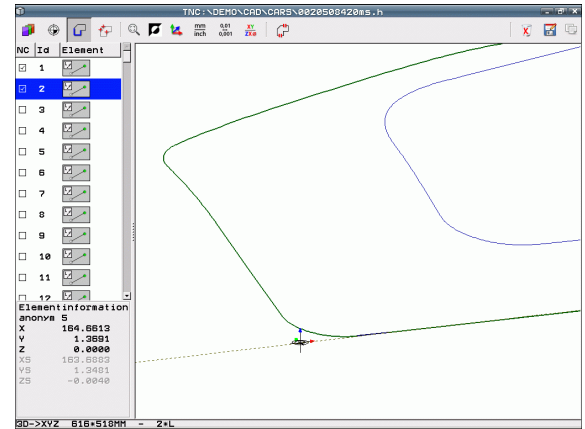 TNC:\DEMO\CAD\CARS\0020508420ms.h
mm inch
0,01 0,001
XY ZXØ
NC Id Element
1
2
3
4
5
6
7
8
9
10
11
12
Elementinformation
anonym 5
X 164.6613
Y 1.3691
Z 0.0000
XS 163.6883
YS 1.3481
ZS -0.0040
3D->XYZ 616*518MM - 2*L